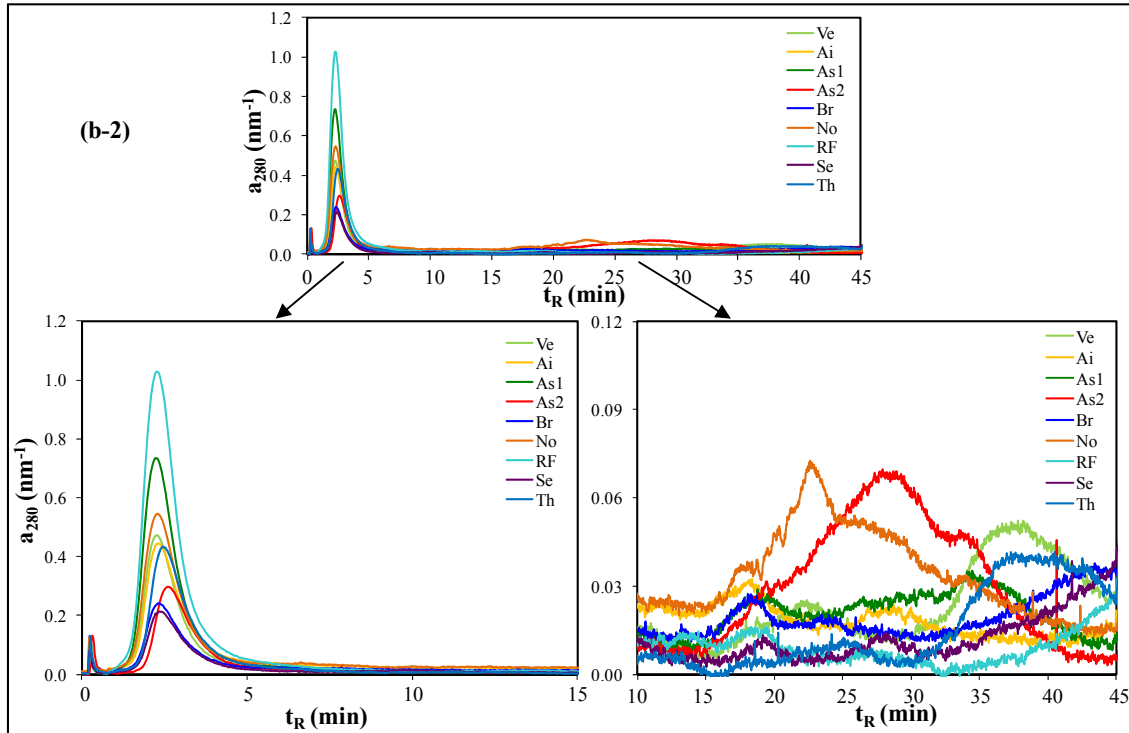 (b-2)
a280 (nm-1)
1.2
1.0
0.8
0.6
0.4
0.2
0.0
0 5 10 15 20 25 30 35 40 45
tR (min)
Ve
Ai
As1
As2
Br
No
RF
Se
Th
a280 (nm-1)
1.2
1.0
0.8
0.6
0.4
0.2
0.0
0 5 10 15
tR (min)
Ve
Ai
As1
As2
Br
No
RF
Se
Th
0.12
0.09
0.06
0.03
0.00
10 15 20 25 30 35 40 45
tR (min)
Ve
Ai
As1
As2
Br
No
RF
Se
Th